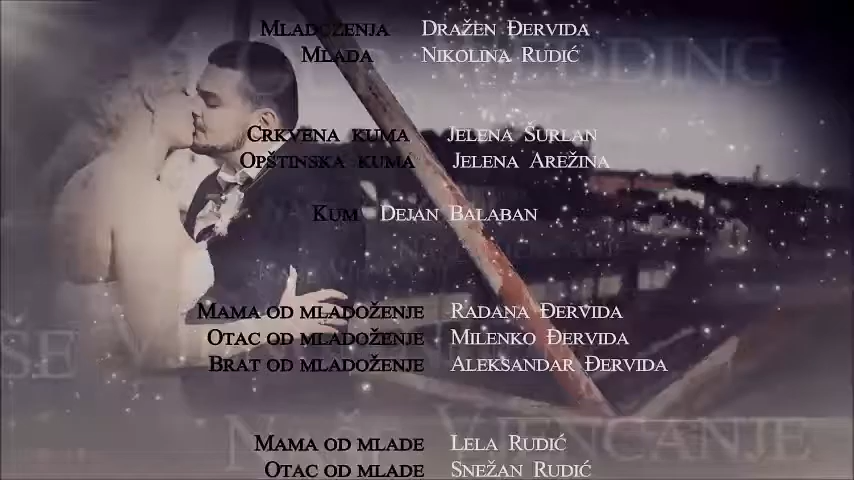 Mladoženja Dražen Đervida
Mlada Nikolina Rudić
WEDDING
Crkvena kuma Jelena Šurlan
Opštinska kuma Jelena Arežina
Kum Dejan Balaban
Mama od mladoženje Radana Đervida
Otac od mladoženje Milenko Đervida
Brat od mladoženje Aleksandar Đervida
Naše Vjenčanje
Mama od mlade Lela Rudić
Otac od mlade Snežan Rudić